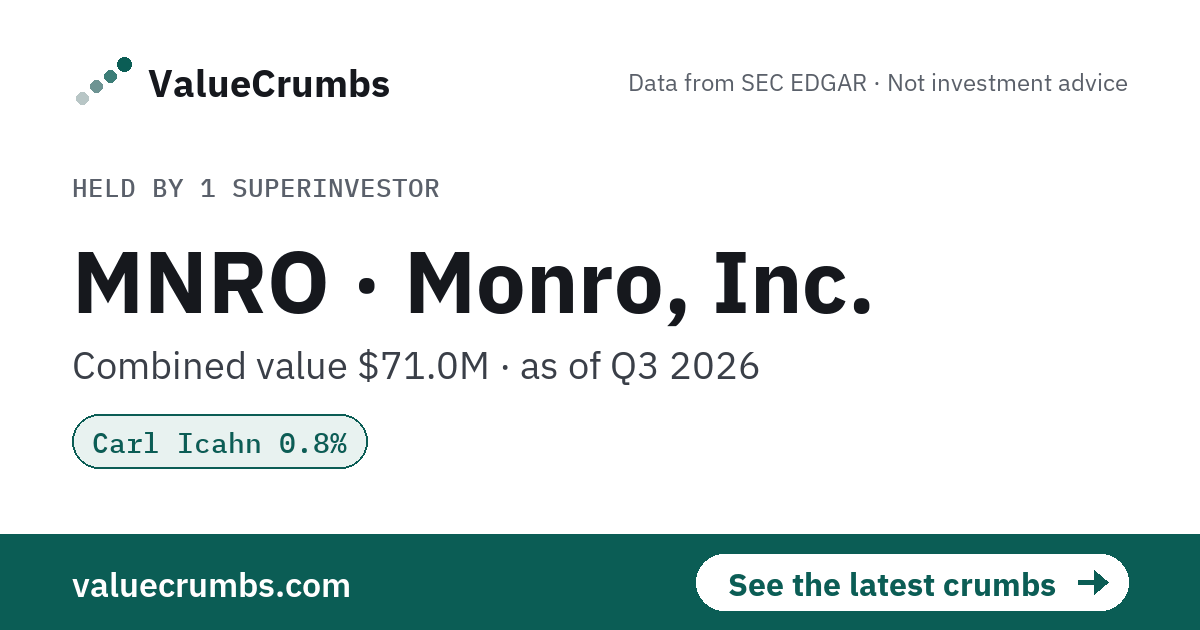 ValueCrumbs
Data from SEC EDGAR · Not investment advice
HELD BY 1 SUPERINVESTOR
MNRO · Monro, Inc.
Combined value $71.0M · as of Q3 2026
Carl Icahn 0.8%
valuecrumbs.com
See the latest crumbs →